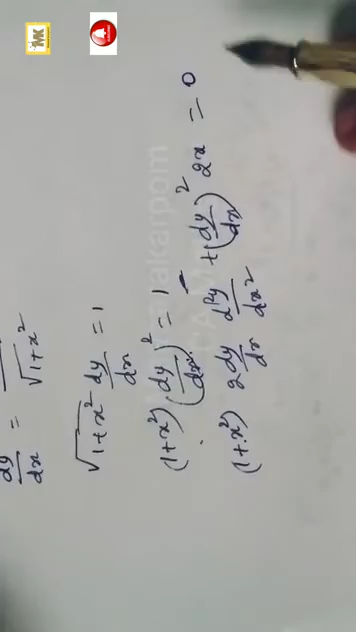 dy/dx = /√(1+x²)
√(1+x²) dy/dx = 1
(1+x²) (dy/dx)² = 1
(1+x²) 2 dy/dx d²y/dx² + (dy/dx)² 2x = 0
MK